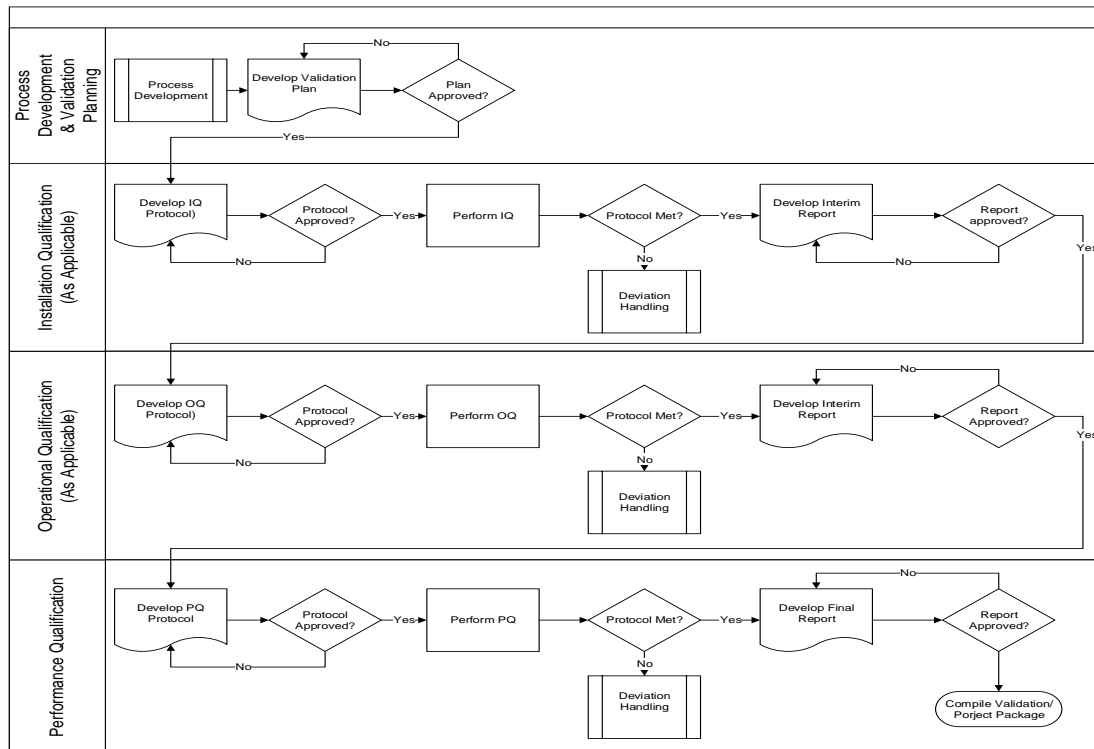 Process
Development
& Validation
Planning
Process
Development
Develop Validation
Plan
No
Plan
Approved?
Yes
Installation Qualification
(As Applicable)
Develop IQ
Protocol)
Protocol
Approved?
No
Yes
Perform IQ
Protocol Met?
No
Deviation
Handling
Yes
Develop Interim
Report
No
Report
approved?
Yes
Operational Qualification
(As Applicable)
Develop OQ
Protocol)
Protocol
Approved?
No
Yes
Perform OQ
Protocol Met?
No
Deviation
Handling
Yes
Develop Interim
Report
No
Report
Approved?
Yes
Performance Qualification
Develop PQ
Protocol
Protocol
Approved?
No
Yes
Perform PQ
Protocol Met?
No
Deviation
Handling
Yes
Develop Final
Report
No
Report
Approved?
Compile Validation/
Porject Package